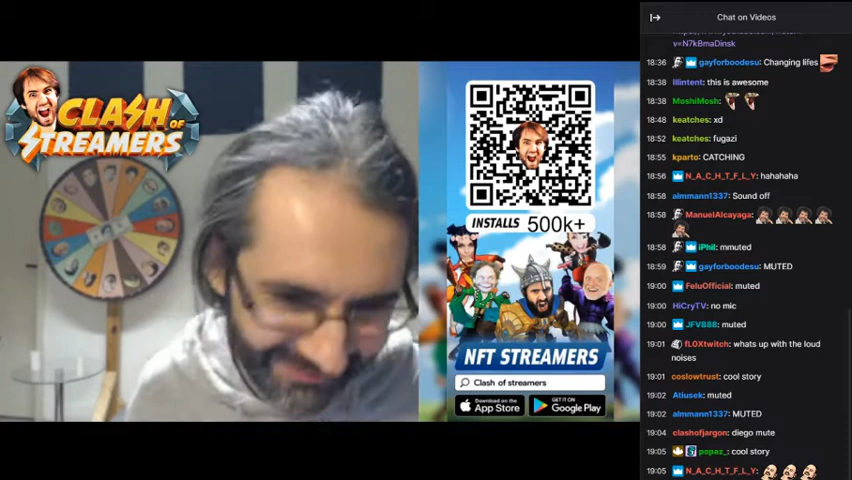 CLASH
OF
STREAMERS
INSTALLS 500k+
NFT STREAMERS
Clash of streamers
Download on the
App Store
GET IT ON
Google Play
Chat on Videos
v=N7kBmaDinsk
18:36 gayforboodesu: Changing lifes
18:38 Illintent: this is awesome
18:38 MoshiMosh:
18:48 keatches: xd
18:52 keatches: fugazi
18:55 kparto: CATCHING
18:56 N_A_C_H_T_F_L_Y: hahahaha
18:58 almmann1337: Sound off
18:58 ManuelAlcayaga:
18:58 iPhil: mmuted
18:59 gayforboodesu: MUTED
19:00 FeluOfficial: muted
19:00 HiCryTV: no mic
19:00 JFV888: muted
19:01 fL0Xtwitch: whats up with the loud
noises
19:01 coslowtrust: cool story
19:02 Atiusek: muted
19:02 almmann1337: MUTED
19:04 clashofjargon: diego mute
19:05 popaz_: cool story
19:05 N_A_C_H_T_F_L_Y: